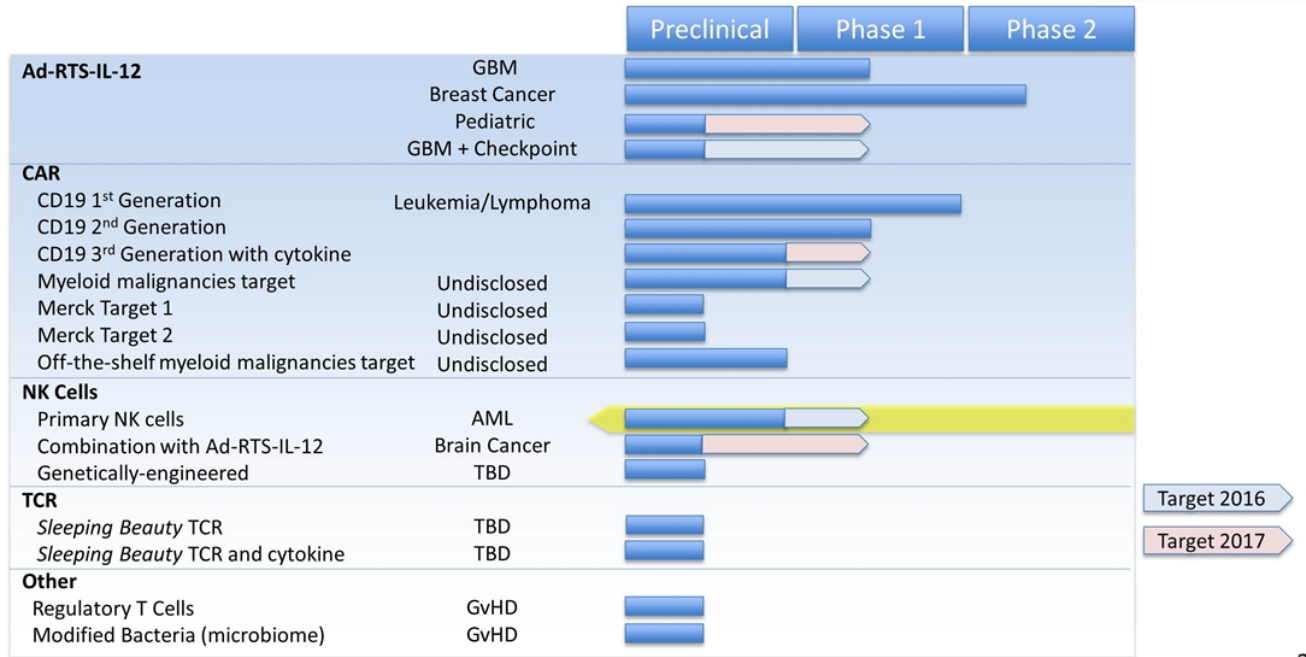 Preclinical Phase 1 Phase 2
Ad-RTS-IL-12 GBM
Breast Cancer
Pediatric
GBM + Checkpoint
CAR
CD19 1st Generation Leukemia/Lymphoma
CD19 2nd Generation
CD19 3rd Generation with cytokine
Myeloid malignancies target Undisclosed
Merck Target 1 Undisclosed
Merck Target 2 Undisclosed
Off-the-shelf myeloid malignancies target Undisclosed
NK Cells
Primary NK cells AML
Combination with Ad-RTS-IL-12 Brain Cancer
Genetically-engineered TBD
TCR
Sleeping Beauty TCR TBD
Sleeping Beauty TCR and cytokine TBD
Other
Regulatory T Cells GvHD
Modified Bacteria (microbiome) GvHD
Target 2016
Target 2017